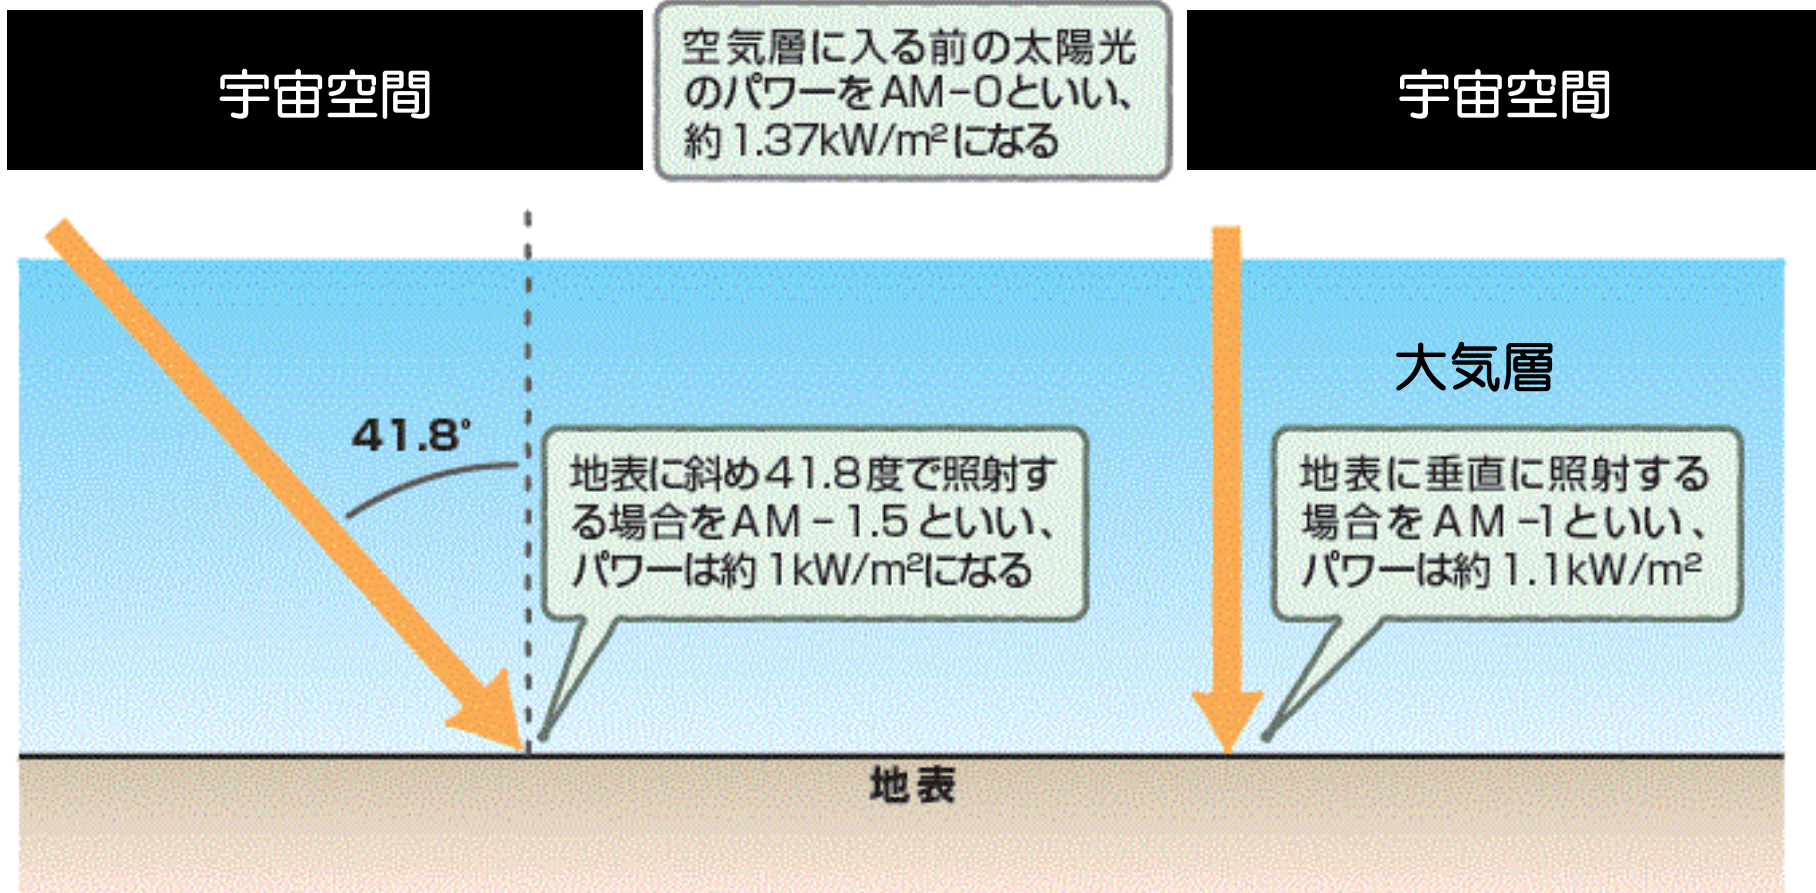 宇宙空間
空気層に入る前の太陽光
のパワーをAM-0といい、
約1.37kW/m²になる
宇宙空間
大気層
41.8°
地表に斜め41.8度で照射す
る場合をAM-1.5といい、
パワーは約1kW/m²になる
地表に垂直に照射する
場合をAM-1といい、
パワーは約1.1kW/m²
地表